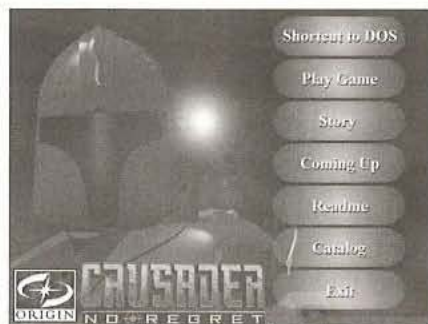 Shortcut to DOS
Play Game
Story
Coming Up
Readme
Catalog
Exit
ORIGIN
CRUSADER
NO REGRET